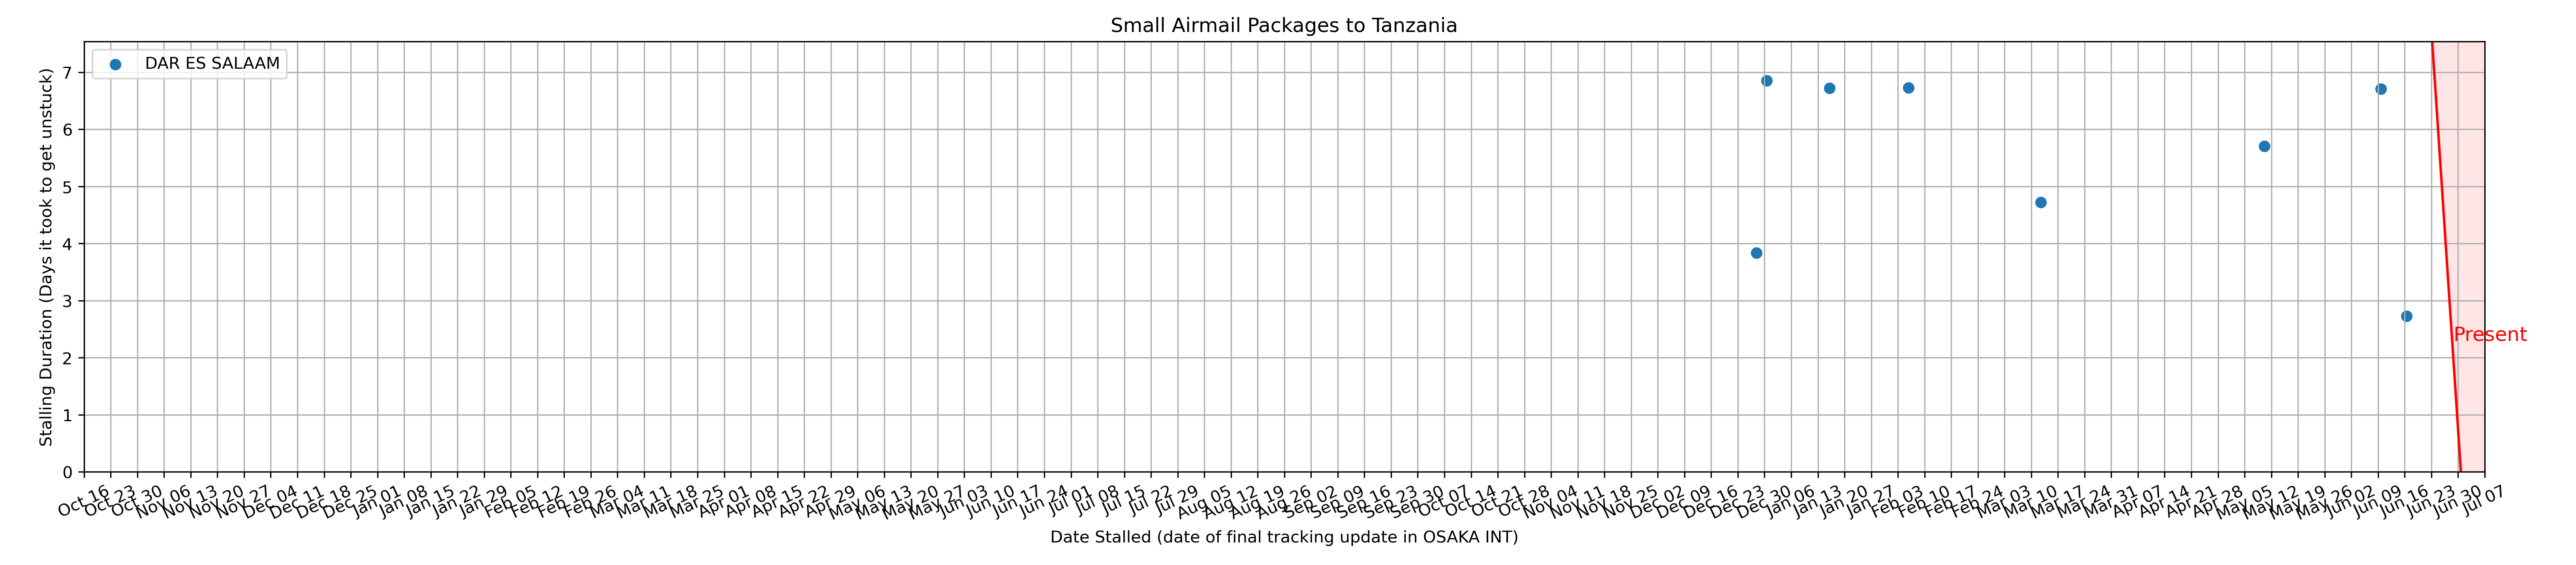 Small Airmail Packages to Tanzania
DAR ES SALAAM
Stalling Duration (Days it took to get unstuck)
7
6
5
4
3
2
1
0
Present
Oct 16
Oct 23
Oct 30
Nov 06
Nov 13
Nov 20
Nov 27
Dec 04
Dec 11
Dec 18
Dec 25
Jan 01
Jan 08
Jan 15
Jan 22
Jan 29
Feb 05
Feb 12
Feb 19
Feb 26
Mar 04
Mar 11
Mar 18
Mar 25
Apr 01
Apr 08
Apr 15
Apr 22
Apr 29
May 06
May 13
May 20
May 27
Jun 03
Jun 10
Jun 17
Jun 24
Jul 01
Jul 08
Jul 15
Jul 22
Jul 29
Aug 05
Aug 12
Aug 19
Aug 26
Sep 02
Sep 09
Sep 16
Sep 23
Sep 30
Oct 07
Oct 14
Oct 21
Oct 28
Nov 04
Nov 11
Nov 18
Nov 25
Dec 02
Dec 09
Dec 16
Dec 23
Dec 30
Jan 06
Jan 13
Jan 20
Jan 27
Feb 03
Feb 10
Feb 17
Feb 24
Mar 03
Mar 10
Mar 17
Mar 24
Mar 31
Apr 07
Apr 14
Apr 21
Apr 28
May 05
May 12
May 19
May 26
Jun 02
Jun 09
Jun 16
Jun 23
Jun 30
Jul 07
Date Stalled (date of final tracking update in OSAKA INT)